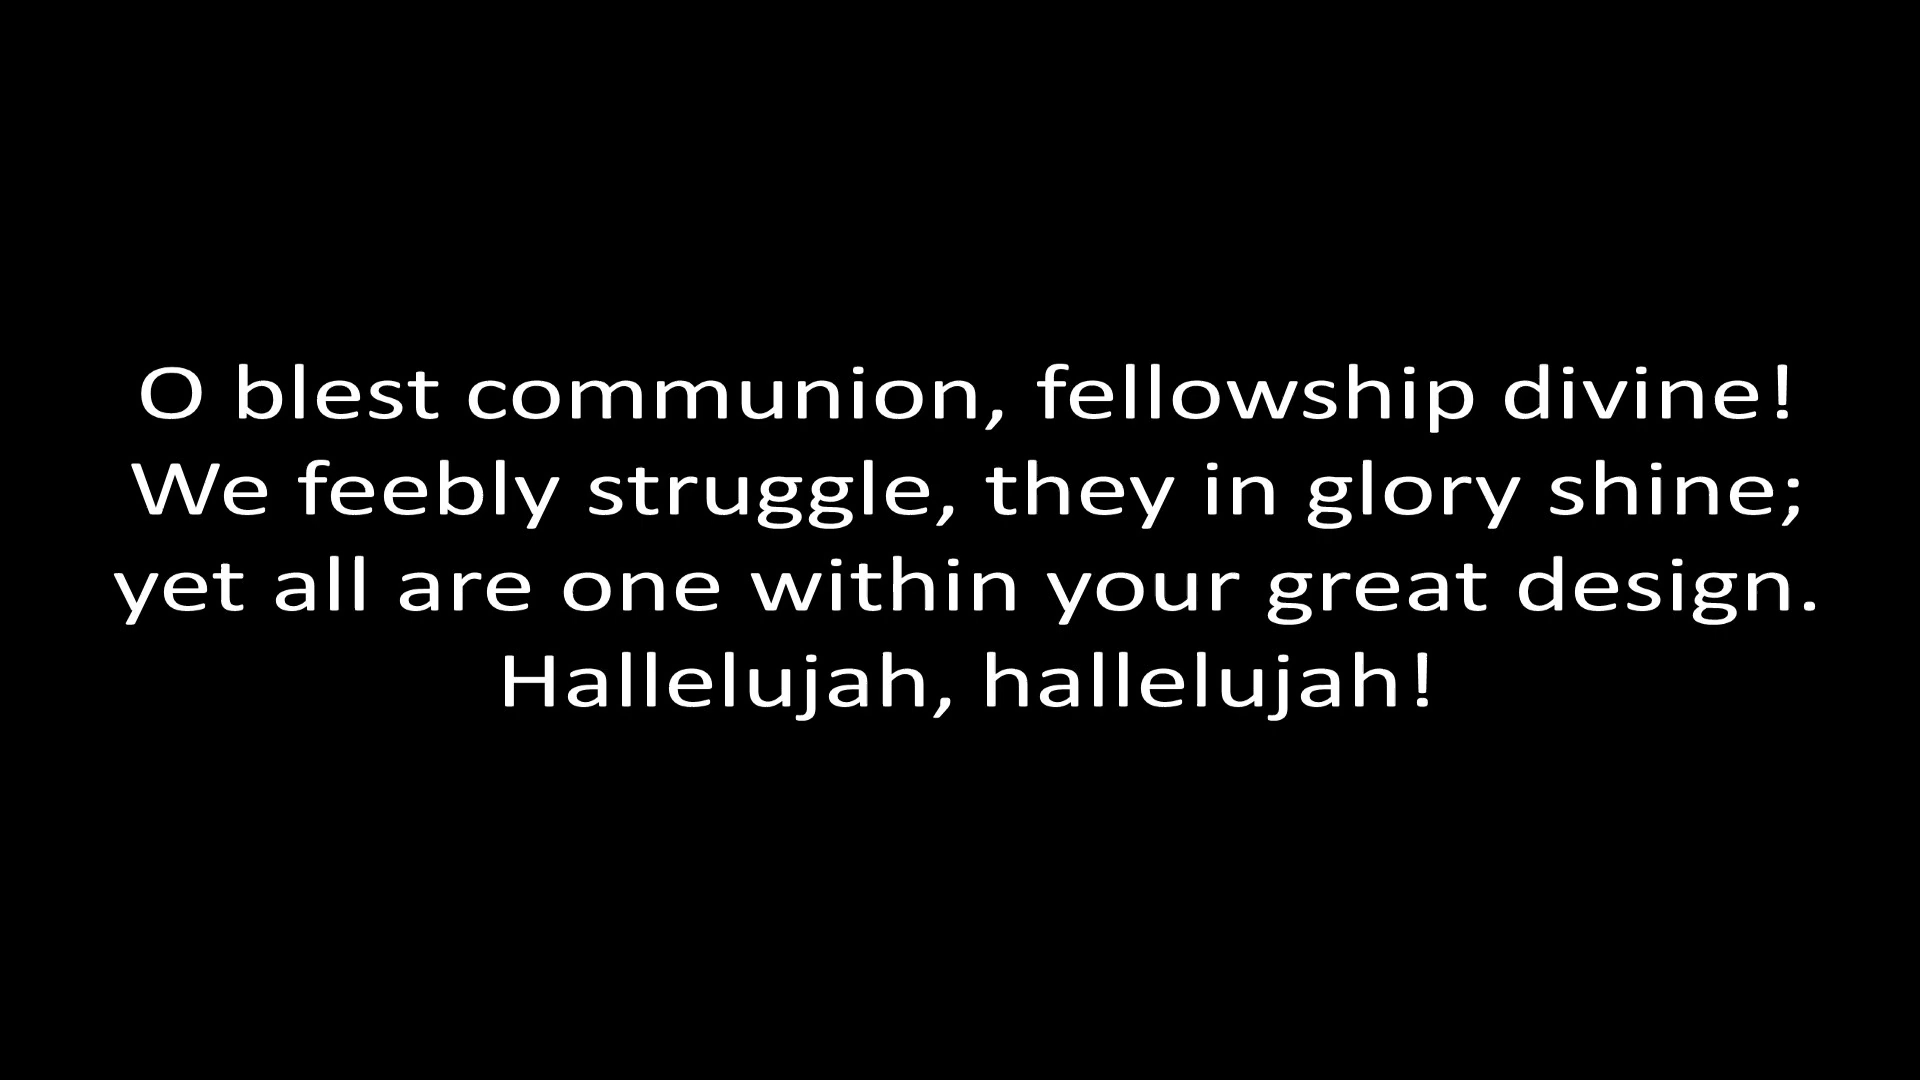 O blest communion, fellowship divine!
We feebly struggle, they in glory shine;
yet all are one within your great design.
Hallelujah, hallelujah!